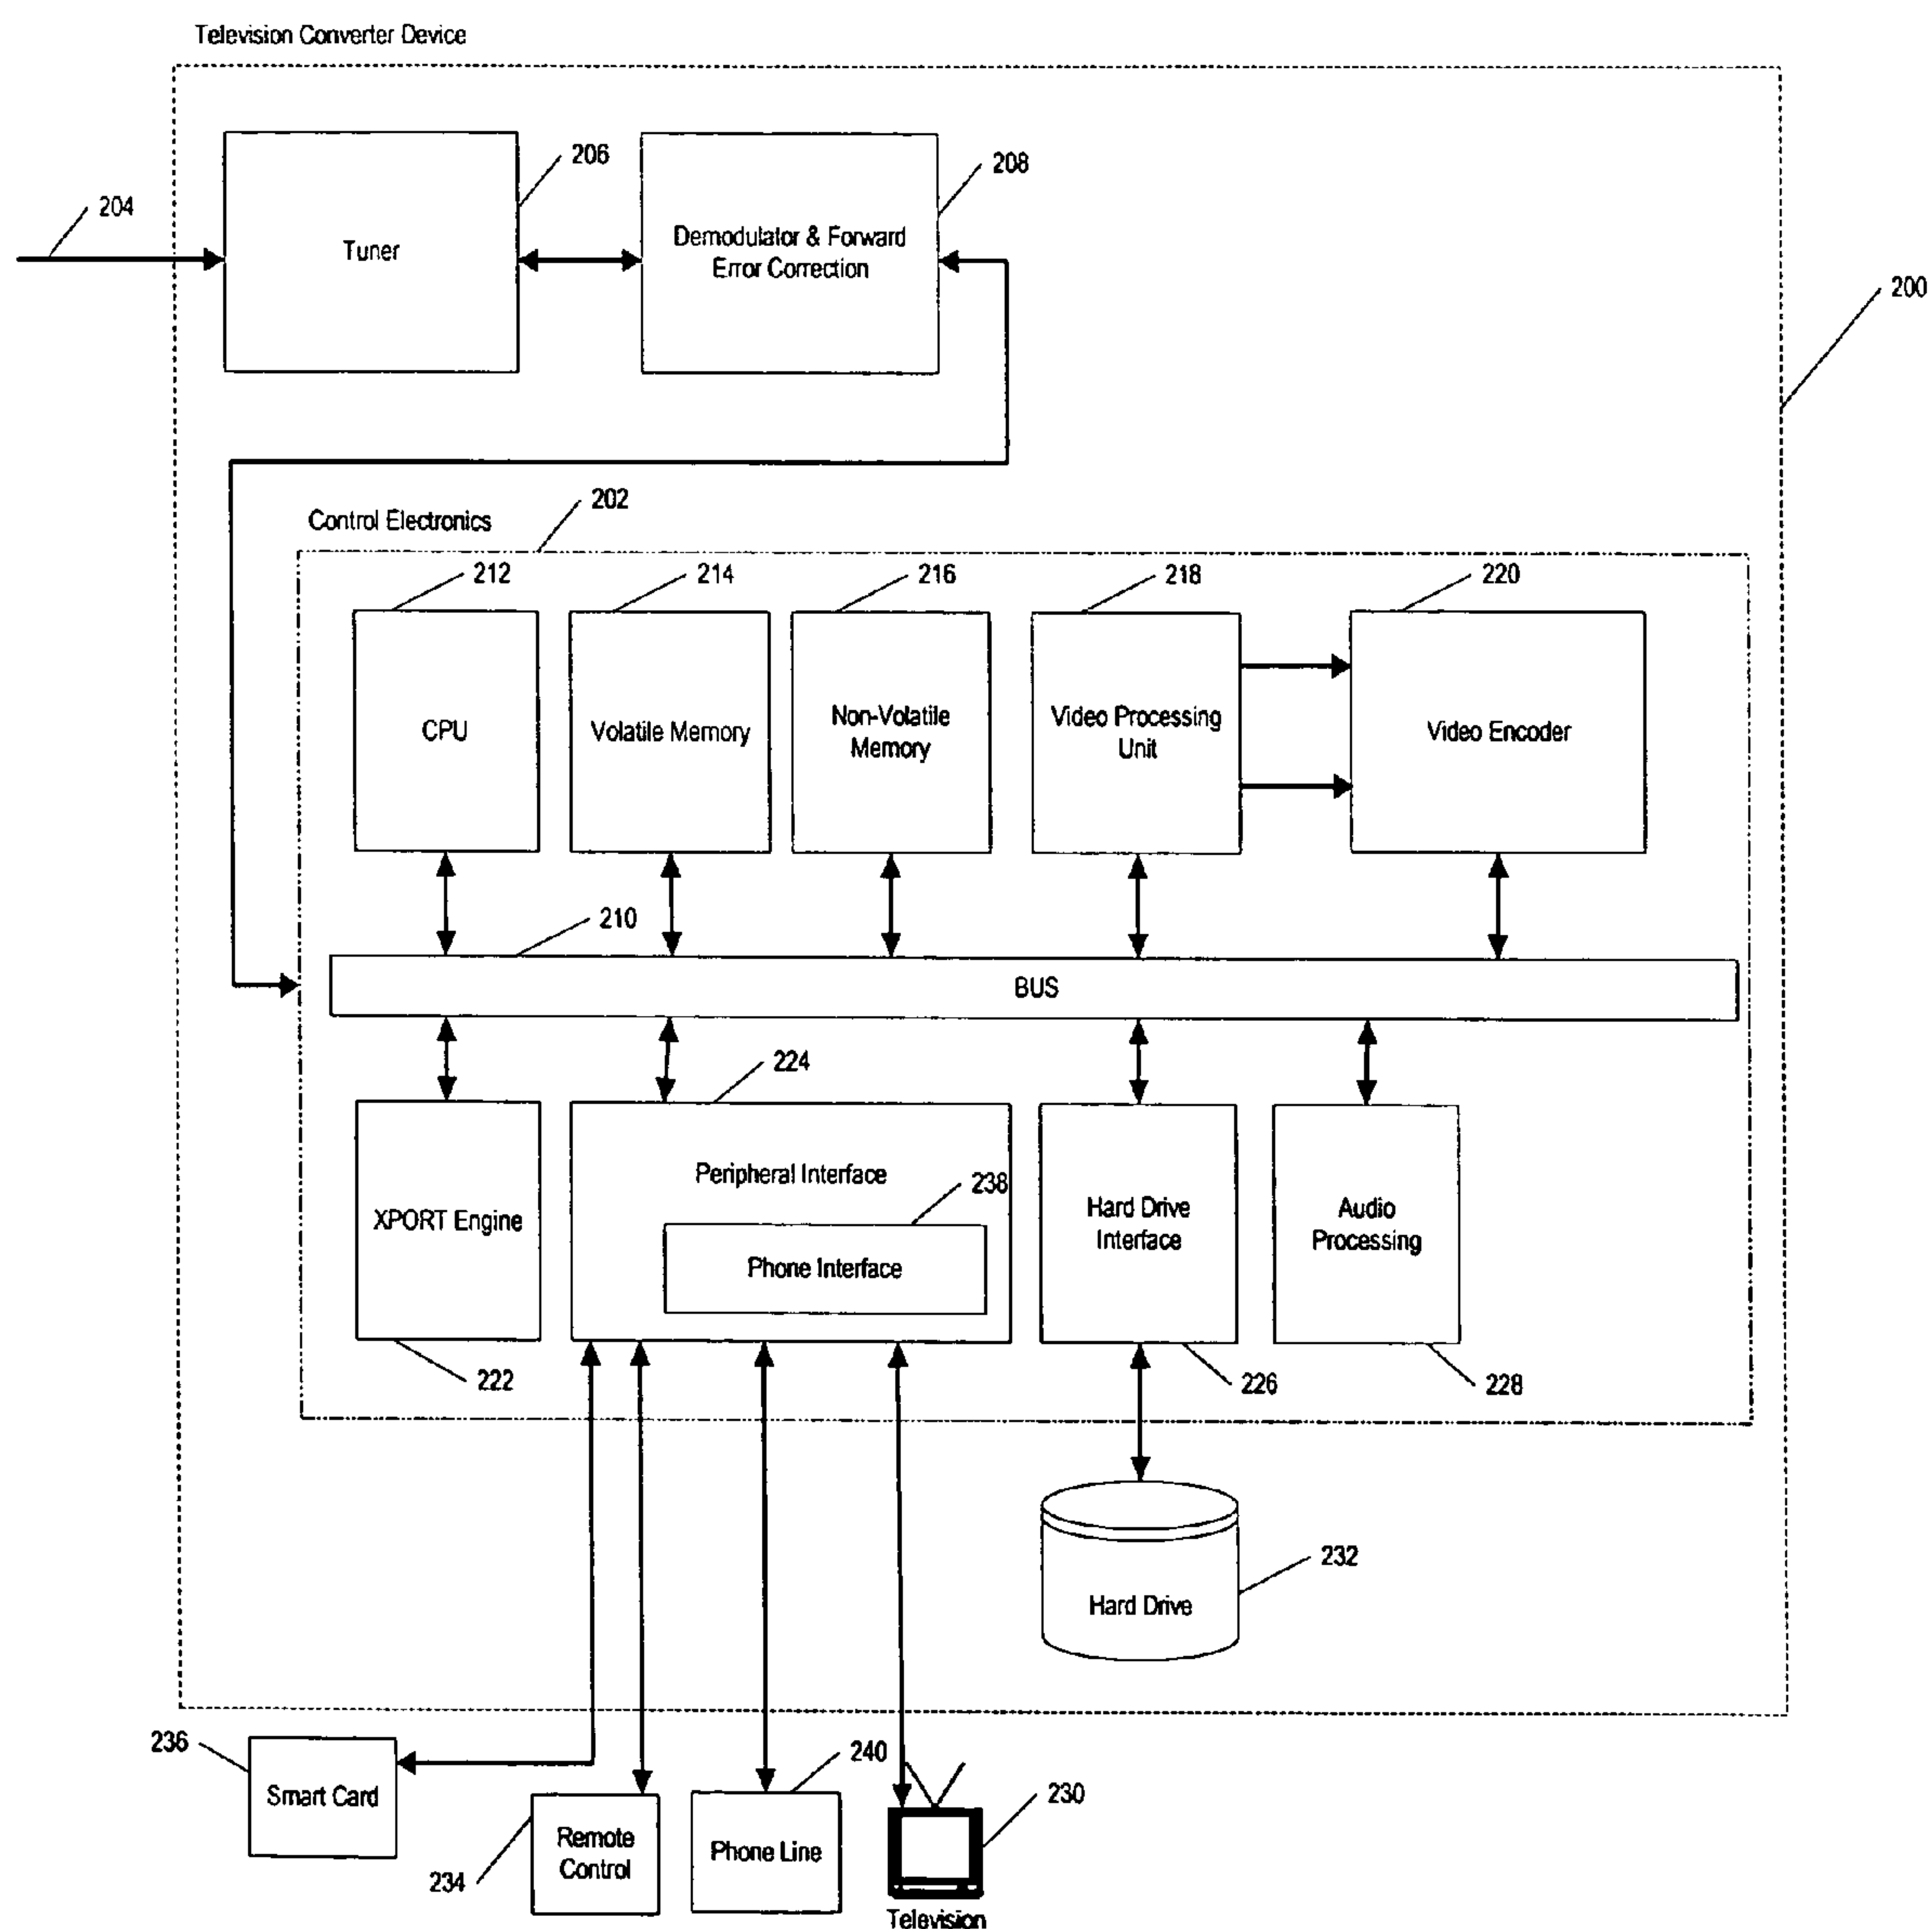 Television Converter Device
206
208
204
Tuner
Demodulator & Forward
Error Correction
200
202
Control Electronics
212
214
216
218
220
CPU
Volatile Memory
Non-Volatile
Memory
Video Processing
Unit
Video Encoder
210
BUS
224
Peripheral Interface
238
XPORT Engine
Phone Interface
Hard Drive
Interface
Audio
Processing
222
226
228
232
Hard Drive
236
Smart Card
240
230
Remote
Control
234
Phone Line
Television